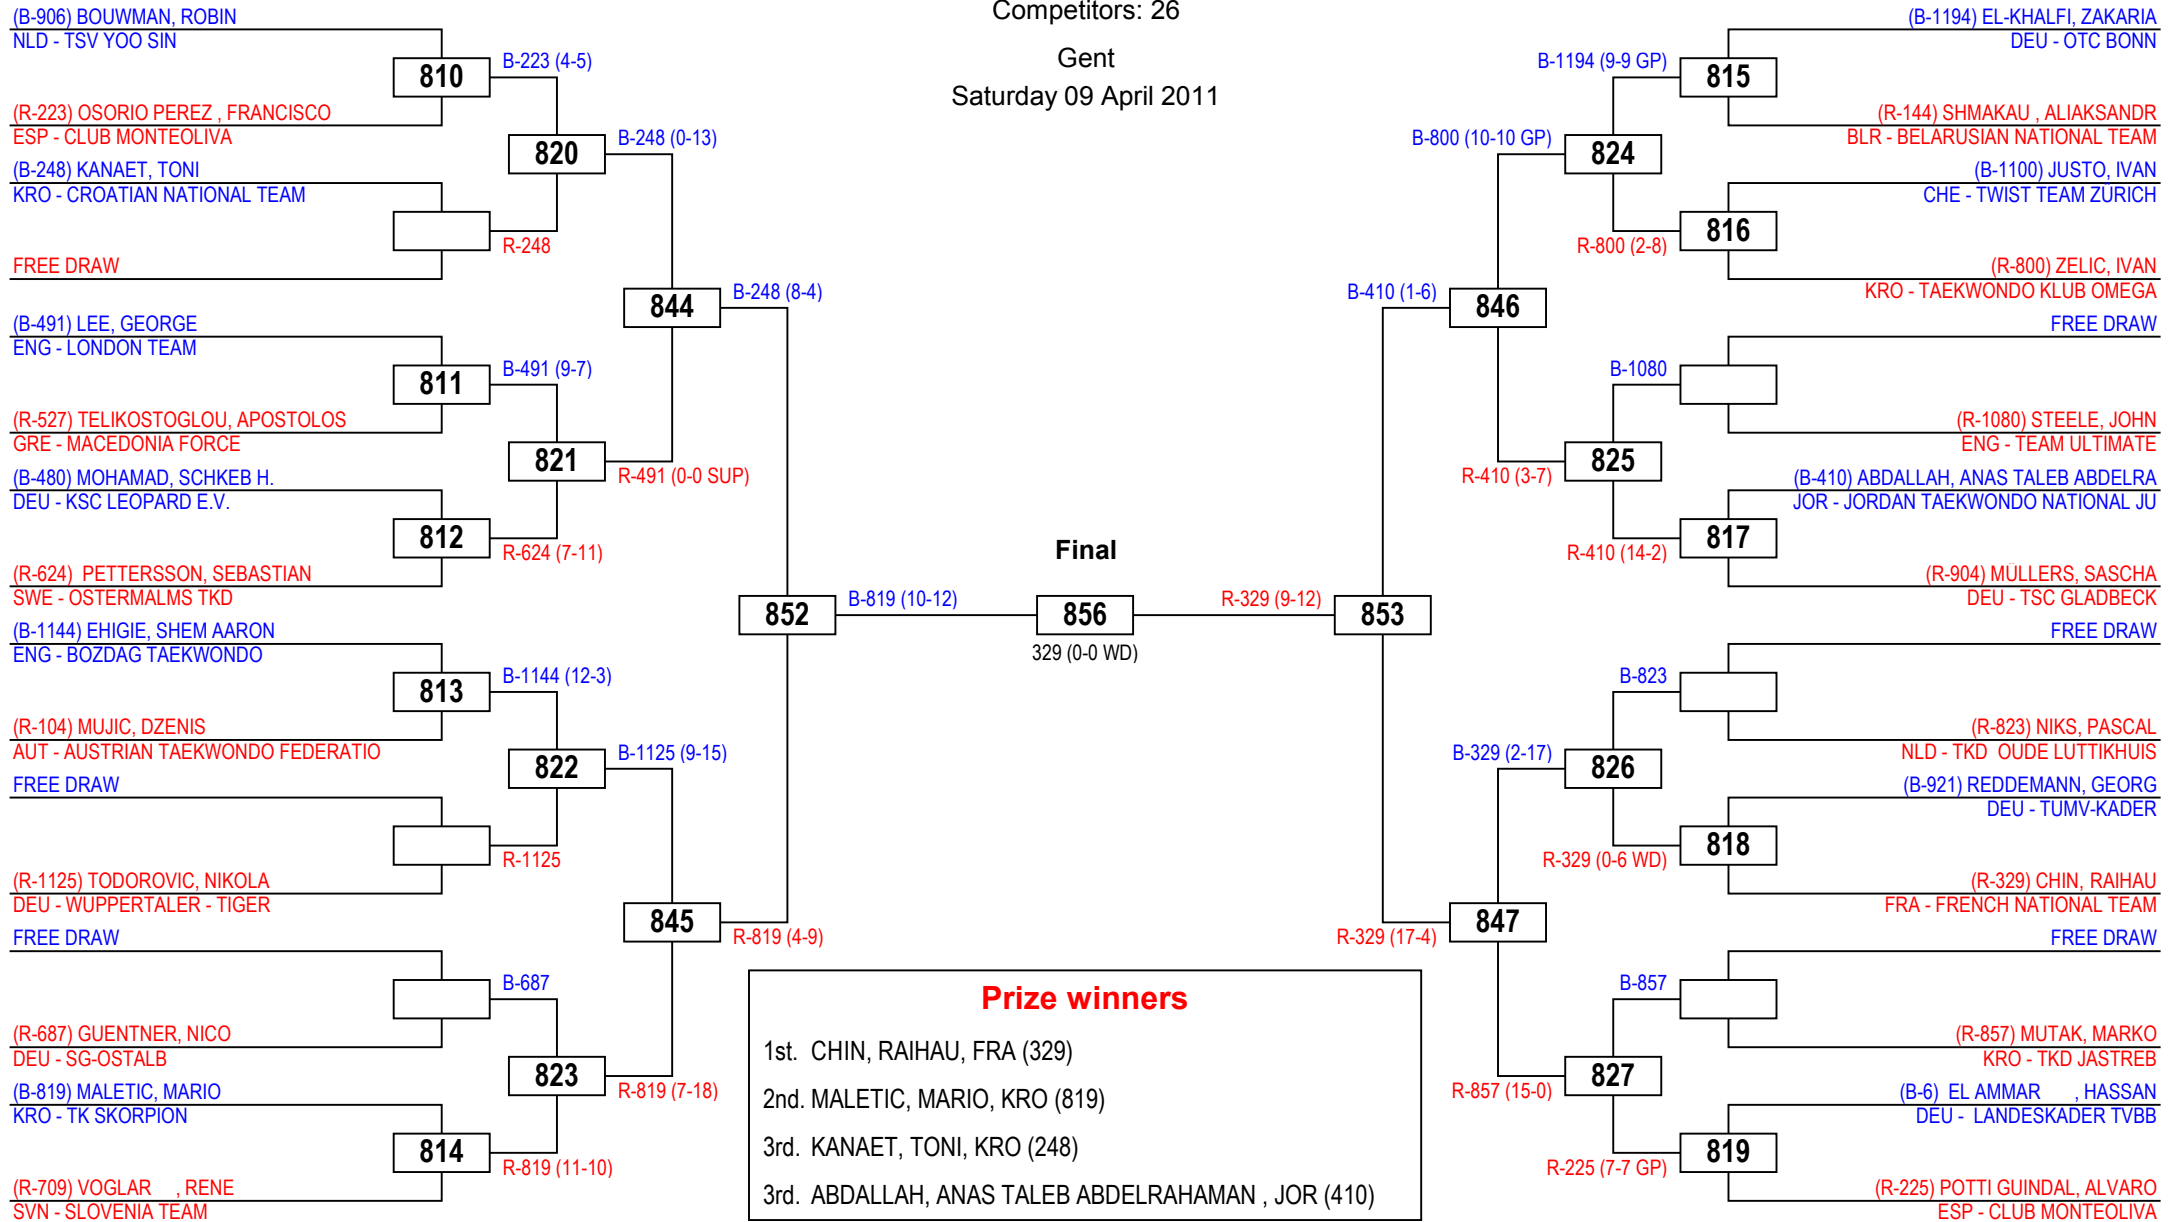 Competitors: 26
Gent
Saturday 09 April 2011
(B-906) BOUWMAN, ROBIN
NLD - TSV YOO SIN
810
B-223 (4-5)
(R-223) OSORIO PEREZ , FRANCISCO
ESP - CLUB MONTEOLIVA
820
B-248 (0-13)
(B-248) KANAET, TONI
KRO - CROATIAN NATIONAL TEAM
R-248
FREE DRAW
844
B-248 (8-4)
(B-491) LEE, GEORGE
ENG - LONDON TEAM
811
B-491 (9-7)
(R-527) TELIKOSTOGLOU, APOSTOLOS
GRE - MACEDONIA FORCE
821
R-491 (0-0 SUP)
(B-480) MOHAMAD, SCHKEB H.
DEU - KSC LEOPARD E.V.
812
R-624 (7-11)
(R-624) PETTERSSON, SEBASTIAN
SWE - OSTERMALMS TKD
852
B-819 (10-12)
(B-1144) EHIGIE, SHEM AARON
ENG - BOZDAG TAEKWONDO
813
B-1144 (12-3)
(R-104) MUJIC, DZENIS
AUT - AUSTRIAN TAEKWONDO FEDERATIO
822
B-1125 (9-15)
FREE DRAW
R-1125
(R-1125) TODOROVIC, NIKOLA
DEU - WUPPERTALER - TIGER
845
R-819 (4-9)
FREE DRAW
B-687
(R-687) GUENTNER, NICO
DEU - SG-OSTALB
823
R-819 (7-18)
(B-819) MALETIC, MARIO
KRO - TK SKORPION
814
R-819 (11-10)
(R-709) VOGLAR , RENE
SVN - SLOVENIA TEAM
Final
856
329 (0-0 WD)
(B-1194) EL-KHALFI, ZAKARIA
DEU - OTC BONN
B-1194 (9-9 GP)
815
(R-144) SHMAKAU , ALIAKSANDR
BLR - BELARUSIAN NATIONAL TEAM
B-800 (10-10 GP)
824
(B-1100) JUSTO, IVAN
CHE - TWIST TEAM ZÜRICH
R-800 (2-8)
816
(R-800) ZELIC, IVAN
KRO - TAEKWONDO KLUB OMEGA
B-410 (1-6)
846
FREE DRAW
B-1080
(R-1080) STEELE, JOHN
ENG - TEAM ULTIMATE
R-410 (3-7)
825
(B-410) ABDALLAH, ANAS TALEB ABDELRA
JOR - JORDAN TAEKWONDO NATIONAL JU
R-410 (14-2)
817
(R-904) MÜLLERS, SASCHA
DEU - TSC GLADBECK
R-329 (9-12)
853
FREE DRAW
B-823
(R-823) NIKS, PASCAL
NLD - TKD OUDE LUTTIKHUIS
B-329 (2-17)
826
(B-921) REDDEMANN, GEORG
DEU - TUMV-KADER
R-329 (0-6 WD)
818
(R-329) CHIN, RAIHAU
FRA - FRENCH NATIONAL TEAM
R-329 (17-4)
847
FREE DRAW
B-857
(R-857) MUTAK, MARKO
KRO - TKD JASTREB
R-857 (15-0)
827
(B-6) EL AMMAR , HASSAN
DEU - LANDESKADER TVBB
R-225 (7-7 GP)
819
(R-225) POTTI GUINDAL, ALVARO
ESP - CLUB MONTEOLIVA
Prize winners
1st. CHIN, RAIHAU, FRA (329)
2nd. MALETIC, MARIO, KRO (819)
3rd. KANAET, TONI, KRO (248)
3rd. ABDALLAH, ANAS TALEB ABDELRAHAMAN , JOR (410)